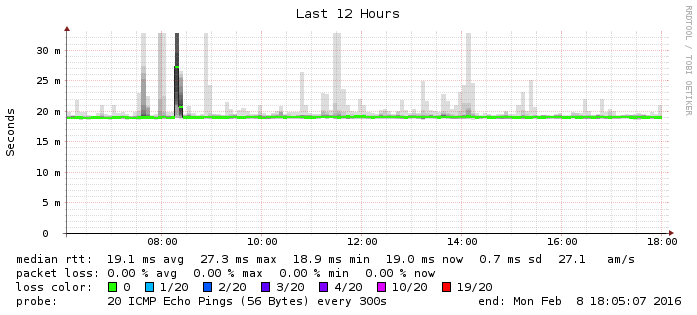 Last 12 Hours
RRDTOOL / TOBI OETIKER
Seconds
30 m
25 m
20 m
15 m
10 m
5 m
0
08:00 10:00 12:00 14:00 16:00 18:00
median rtt: 19.1 ms avg 27.3 ms max 18.9 ms min 19.0 ms now 0.7 ms sd 27.1 am/s
packet loss: 0.00 % avg 0.00 % max 0.00 % min 0.00 % now
loss color: 0 1/20 2/20 3/20 4/20 10/20 19/20
probe: 20 ICMP Echo Pings (56 Bytes) every 300s end: Mon Feb 8 18:05:07 2016